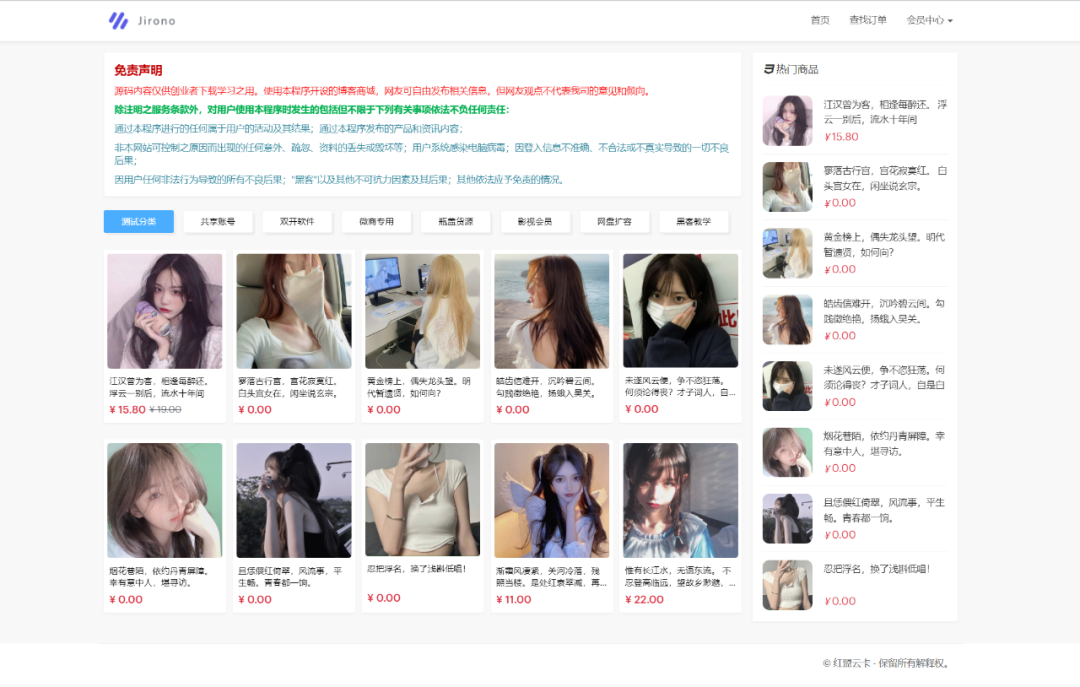 Jirono
首页 查找订单 会员中心
免责声明
源码内容仅供创业者下载学习之用。使用本程序开设的博客商城，网友可自由发布相关信息。但网友观点不代表我司的意见和倾向。
除注明之服务条款外，对用户使用本程序时发生的包括但不限于下列有关事项依法不负任何责任：
通过本程序进行的任何属于用户的活动及其结果；通过本程序发布的产品和资讯内容；
非本网站可控制之原因而出现的任何意外、疏忽、资料的丢失或毁坏等；用户系统感染电脑病毒；因登入信息不准确、不合法或不真实导致的一切不良
后果；
因用户任何非法行为导致的所有不良后果；"黑客"以及其他不可抗力因素及其后果；其他依法应予免责的情况。
测试分类 共享账号 双开软件 微商专用 瓶盖货源 影视会员 网盘扩容 黑客教学
江汉曾为客，相逢每醉还。
浮云一别后，流水十年间
¥ 15.80 ¥ 19.00
寥落古行宫，宫花寂寞红。
白头宫女在，闲坐说玄宗。
¥ 0.00
黄金榜上，偶失龙头望。明
代暂遗贤，如何向？
¥ 0.00
皓齿信难开，沉吟碧云间。
勾践徵绝艳，扬蛾入吴关。
¥ 0.00
未遂风云便，争不恣狂荡。
何须论得丧？才子词人，自...
¥ 0.00
烟花巷陌，依约丹青屏障。
幸有意中人，堪寻访。
¥ 0.00
且恁偎红倚翠，风流事，平
生畅。青春都一饷。
¥ 0.00
忍把浮名，换了浅斟低唱！
¥ 0.00
渐霜风凄紧，关河冷落，残
照当楼。是处红衰翠减，苒...
¥ 11.00
惟有长江水，无语东流。 不
忍登高临远，望故乡渺邈，...
¥ 22.00
热门商品
江汉曾为客，相逢每醉还。 浮
云一别后，流水十年间
¥ 15.80
寥落古行宫，宫花寂寞红。 白
头宫女在，闲坐说玄宗。
¥ 0.00
黄金榜上，偶失龙头望。明代
暂遗贤，如何向？
¥ 0.00
皓齿信难开，沉吟碧云间。勾
践徵绝艳，扬蛾入吴关。
¥ 0.00
未遂风云便，争不恣狂荡。何
须论得丧？才子词人，自是白
¥ 0.00
烟花巷陌，依约丹青屏障。幸
有意中人，堪寻访。
¥ 0.00
且恁偎红倚翠，风流事，平生
畅。青春都一饷。
¥ 0.00
忍把浮名，换了浅斟低唱！
¥ 0.00
© 红盟云卡 - 保留所有解释权。